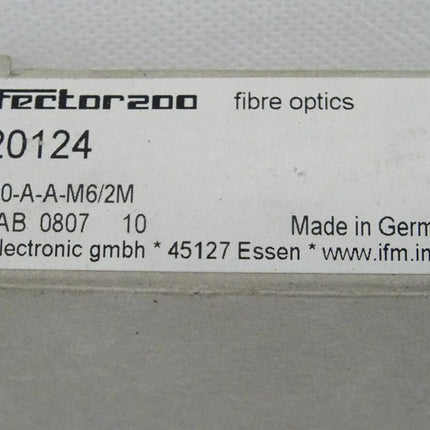 fector200 fibre optics
20124
0-A-A-M6/2M
AB 0807 10 Made in Germ
lectronic gmbh * 45127 Essen * www.ifm.in